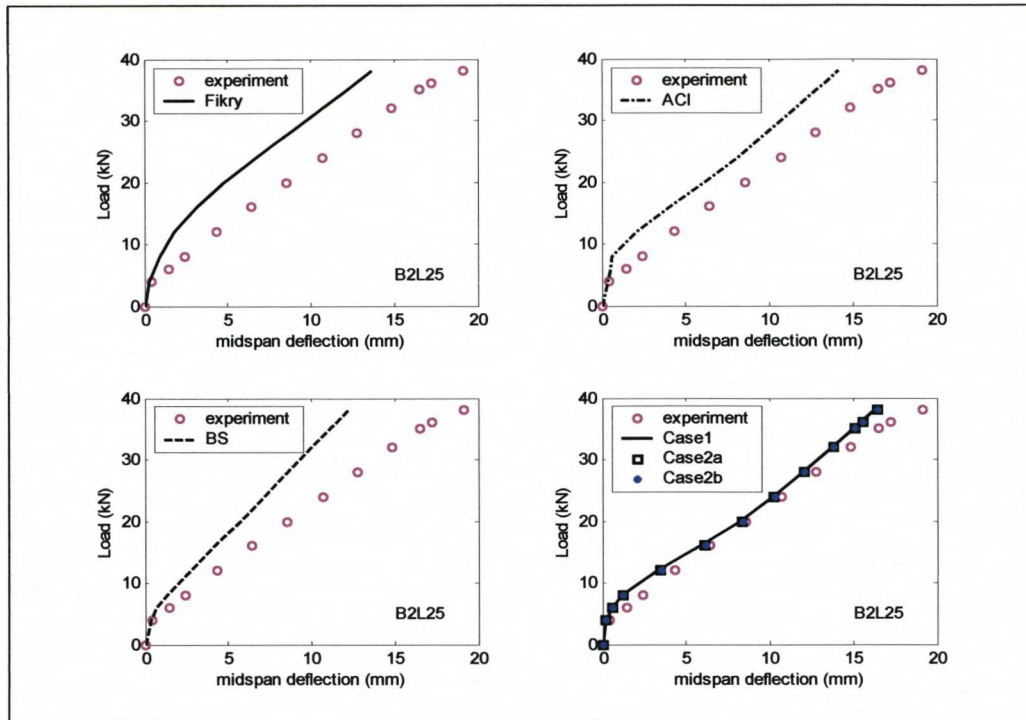 40
30
20
10
0
Load (kN)
experiment
Fikry
B2L25
0 5 10 15 20
midspan deflection (mm)
40
30
20
10
0
Load (kN)
experiment
ACI
B2L25
0 5 10 15 20
midspan deflection (mm)
40
30
20
10
0
Load (kN)
experiment
BS
B2L25
0 5 10 15 20
midspan deflection (mm)
40
30
20
10
0
Load (kN)
experiment
Case1
Case2a
Case2b
B2L25
0 5 10 15 20
midspan deflection (mm)